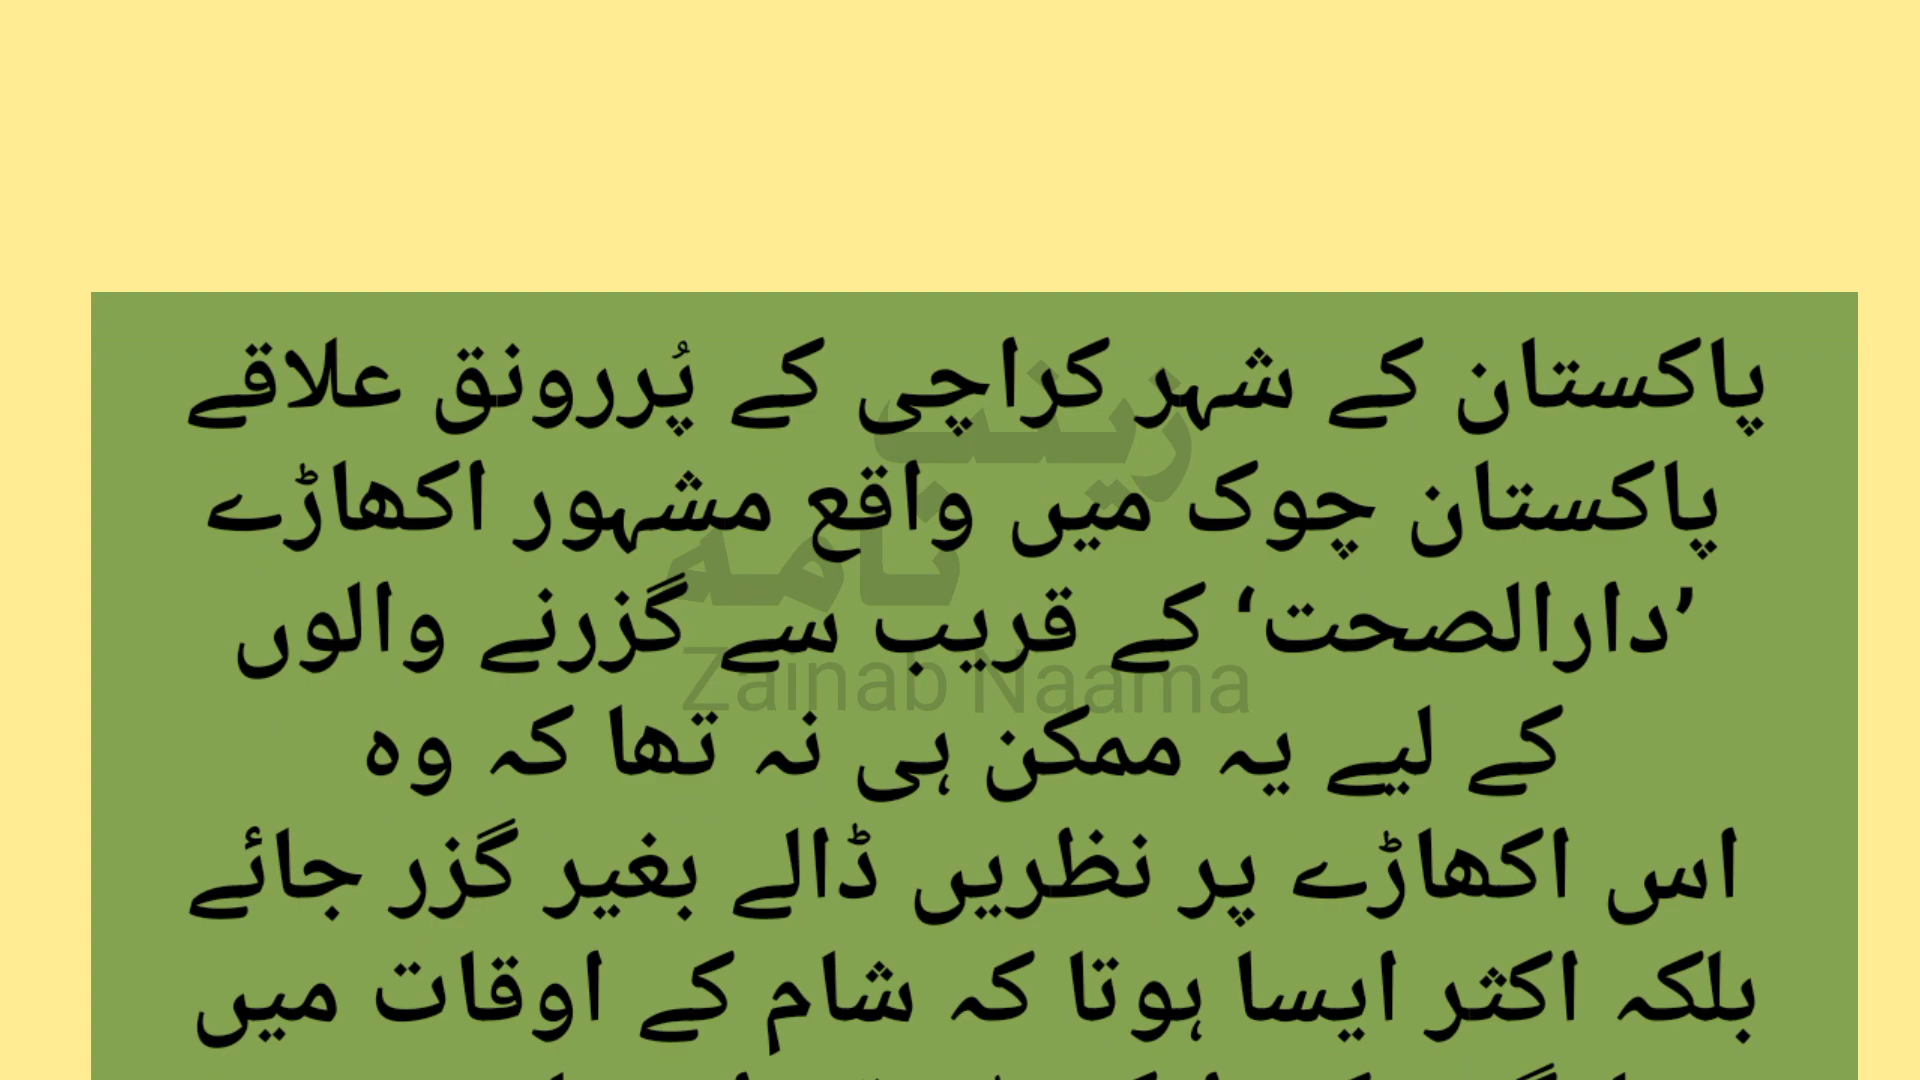 پاکستان کے شہر کراچی کے پُررونق علاقے
پاکستان چوک میں واقع مشہور اکھاڑے
’دارالصحت‘ کے قریب سے گزرنے والوں
کے لیے یہ ممکن ہی نہ تھا کہ وہ
اس اکھاڑے پر نظریں ڈالے بغیر گزر جائے
بلکہ اکثر ایسا ہوتا کہ شام کے اوقات میں
زینب
نامہ
Zainab Naama